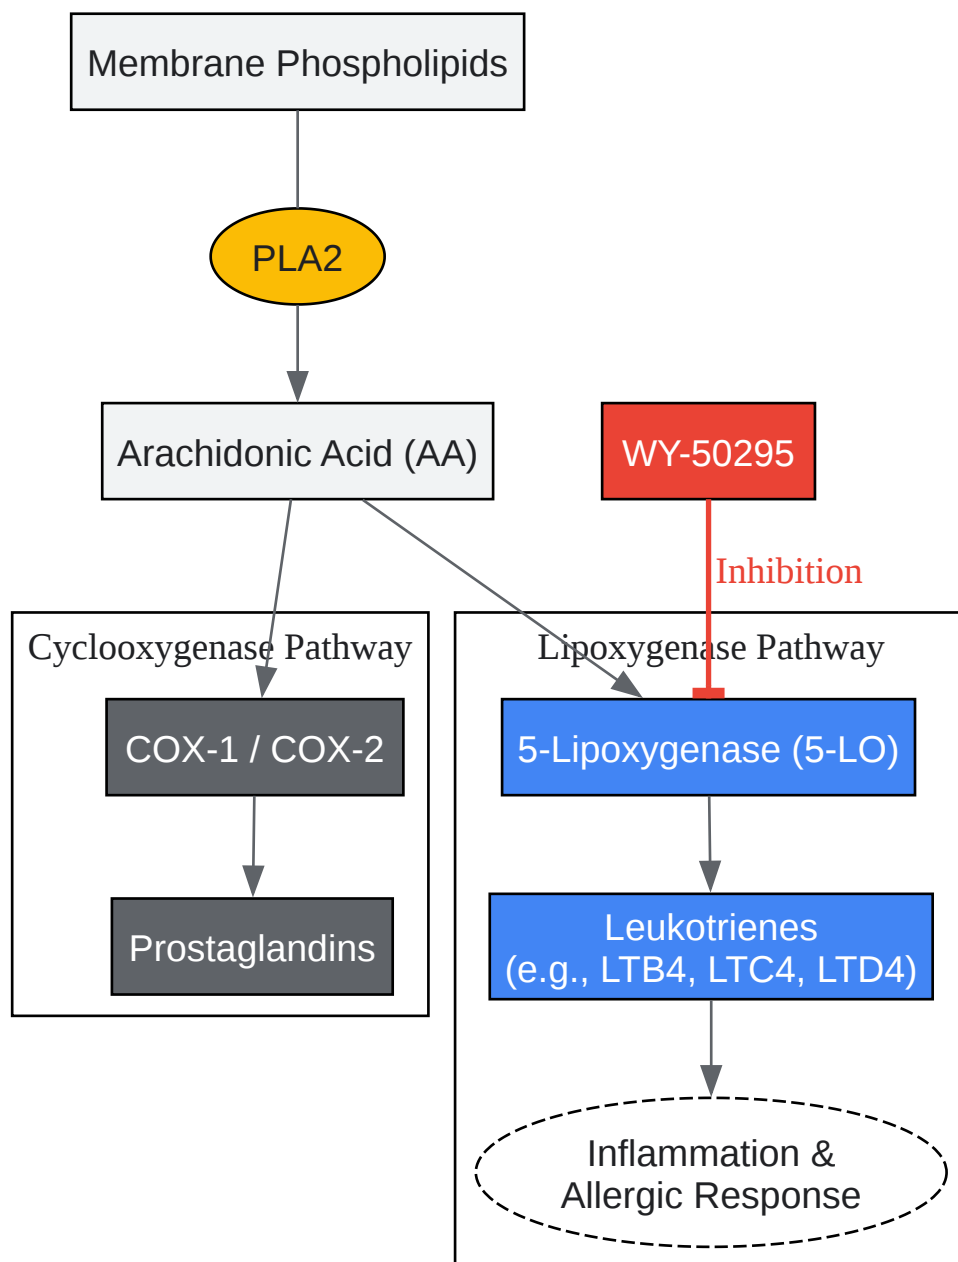 Membrane Phospholipids
PLA2
Arachidonic Acid (AA)
WY-50295
Inhibition
Cyclooxygenase Pathway
Lipoxygenase Pathway
COX-1 / COX-2
5-Lipoxygenase (5-LO)
Prostaglandins
Leukotrienes
(e.g., LTB4, LTC4, LTD4)
Inflammation &
Allergic Response